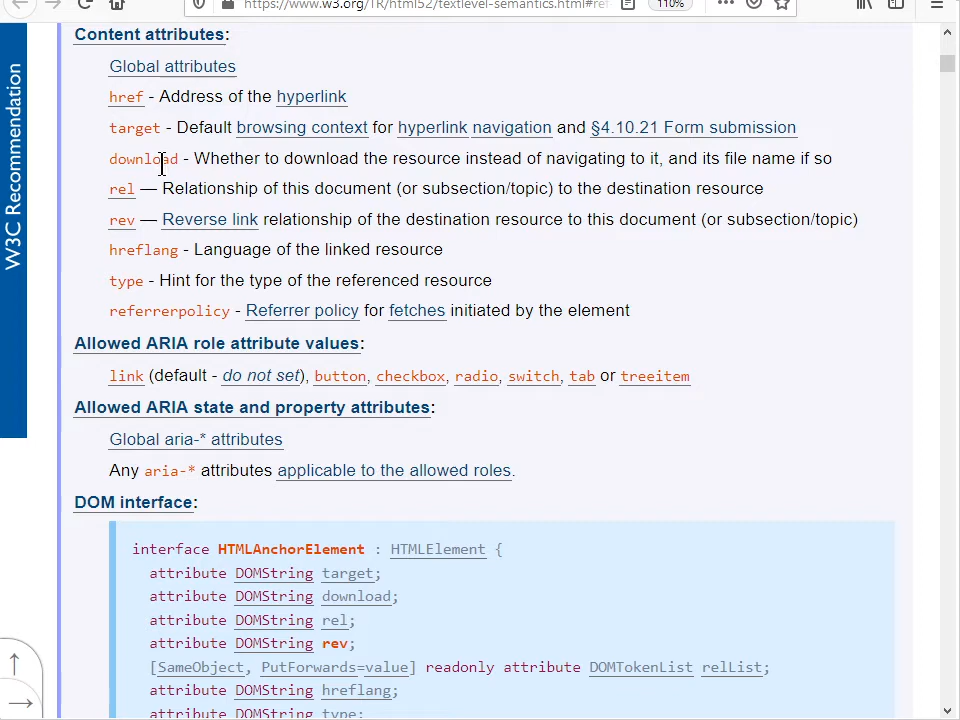 https://www.w3.org/TR/html52/textlevel-semantics.html#ref
110%
W3C Recommendation
Content attributes:
Global attributes
href - Address of the hyperlink
target - Default browsing context for hyperlink navigation and §4.10.21 Form submission
download - Whether to download the resource instead of navigating to it, and its file name if so
rel — Relationship of this document (or subsection/topic) to the destination resource
rev — Reverse link relationship of the destination resource to this document (or subsection/topic)
hreflang - Language of the linked resource
type - Hint for the type of the referenced resource
referrerpolicy - Referrer policy for fetches initiated by the element
Allowed ARIA role attribute values:
link (default - do not set), button, checkbox, radio, switch, tab or treeitem
Allowed ARIA state and property attributes:
Global aria-* attributes
Any aria-* attributes applicable to the allowed roles.
DOM interface:
interface HTMLAnchorElement : HTMLElement {
attribute DOMString target;
attribute DOMString download;
attribute DOMString rel;
attribute DOMString rev;
[SameObject, PutForwards=value] readonly attribute DOMTokenList relList;
attribute DOMString hreflang;
attribute DOMString type;